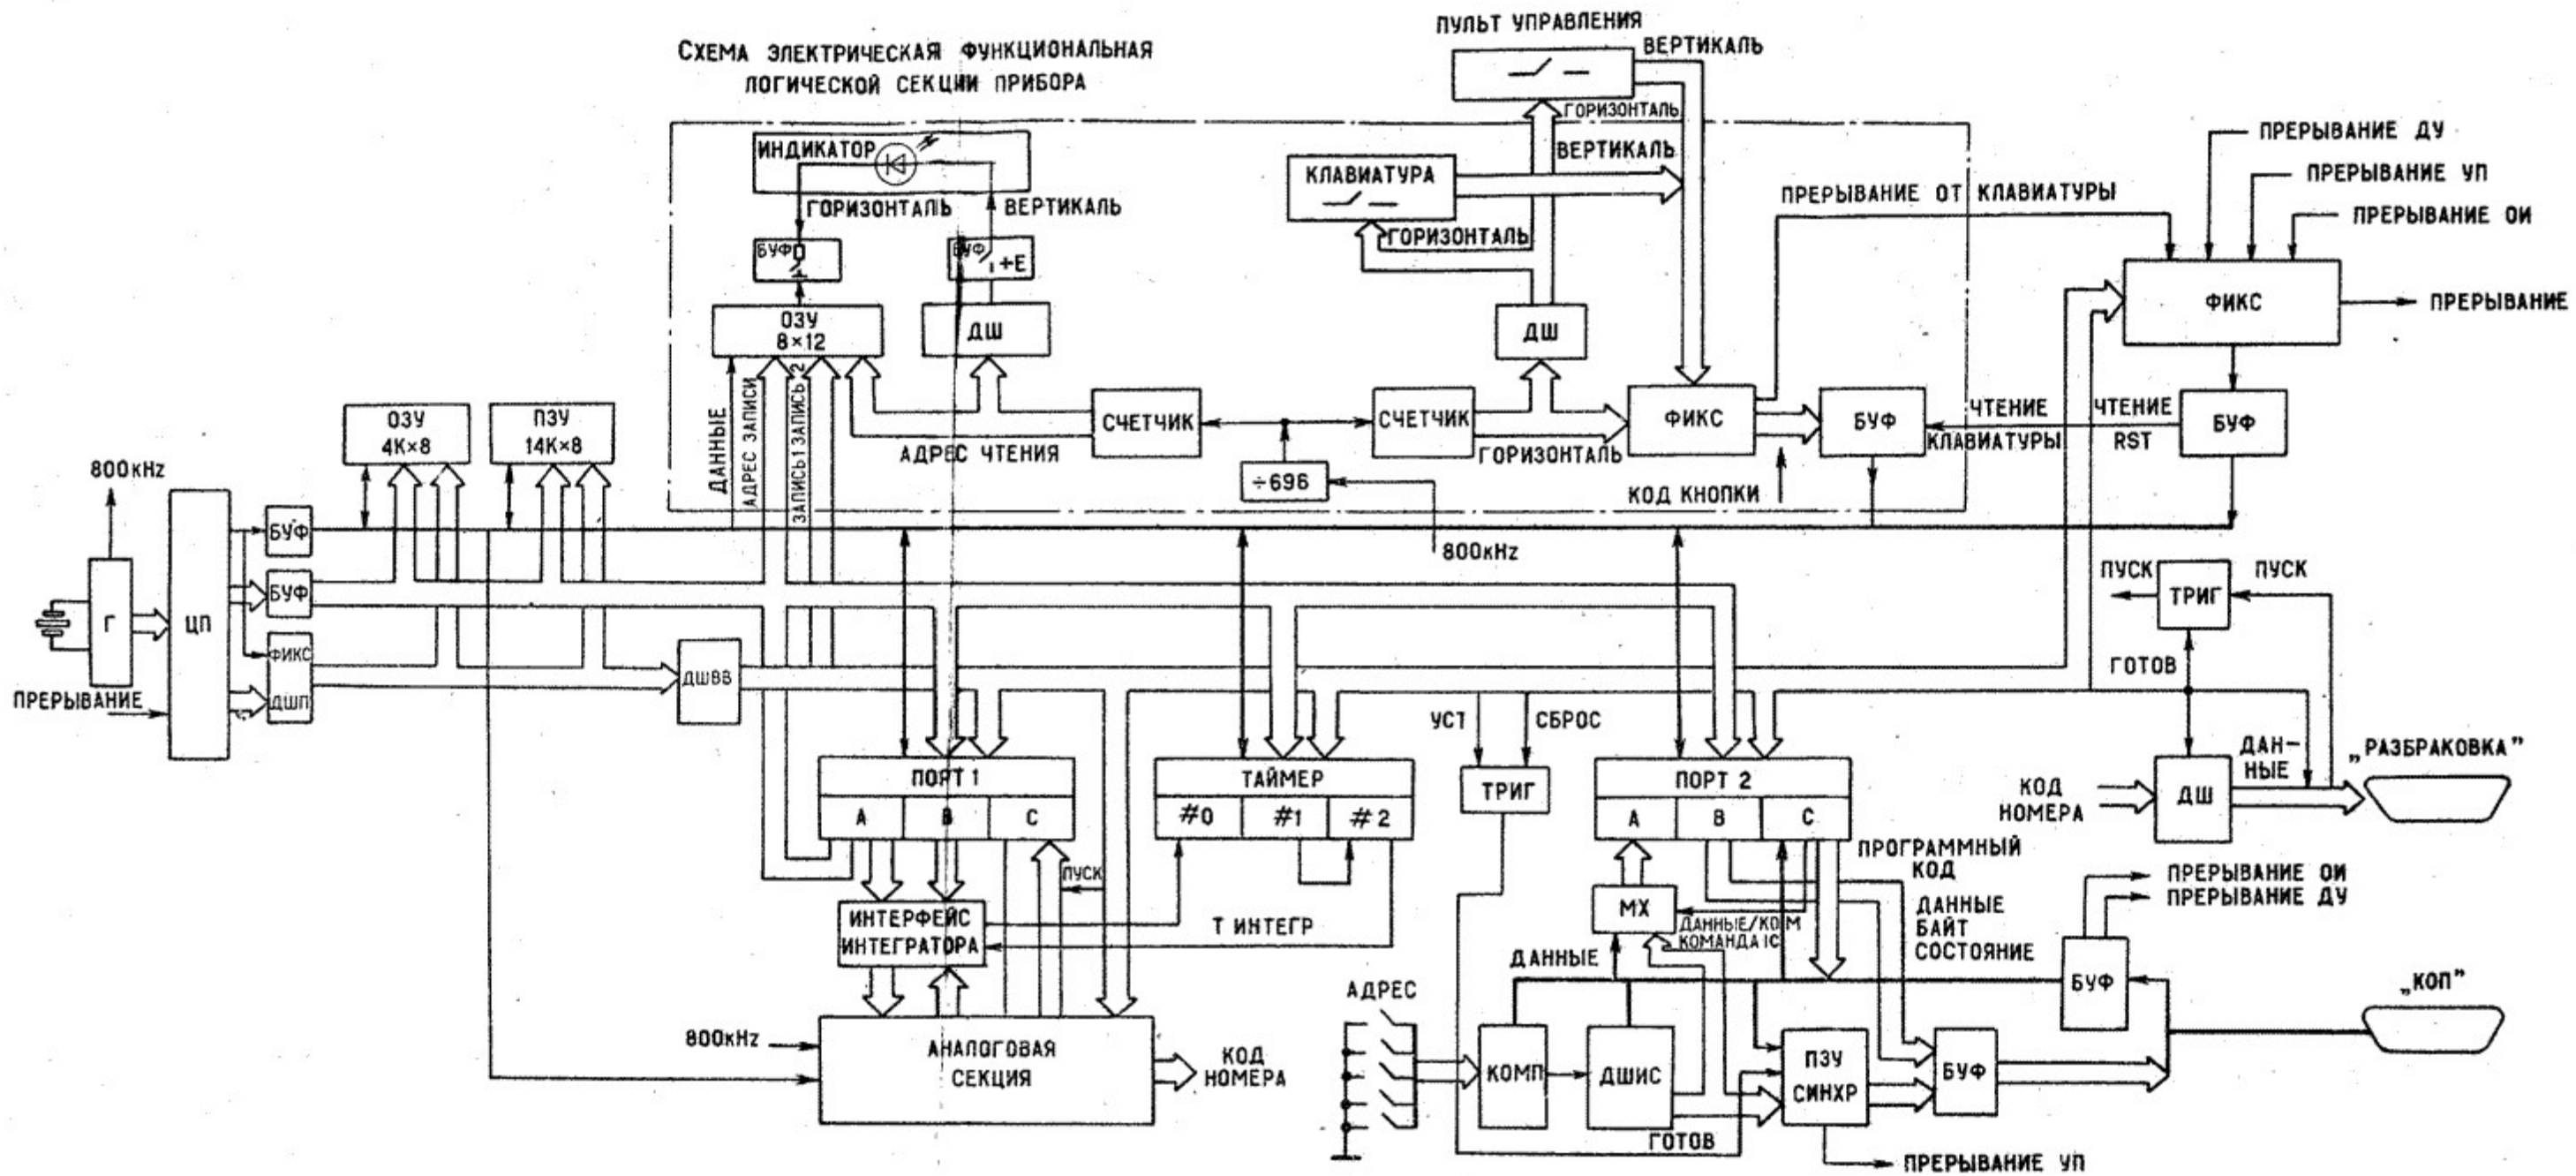 СХЕМА ЭЛЕКТРИЧЕСКАЯ ФУНКЦИОНАЛЬНАЯ
ЛОГИЧЕСКОЙ СЕКЦИИ ПРИБОРА
ПУЛЬТ УПРАВЛЕНИЯ
ВЕРТИКАЛЬ
ГОРИЗОНТАЛЬ
ИНДИКАТОР
ГОРИЗОНТАЛЬ
ВЕРТИКАЛЬ
БУФ
БУФ
+E
ОЗУ
8×12
ДШ
КЛАВИАТУРА
ВЕРТИКАЛЬ
ГОРИЗОНТАЛЬ
ДШ
ПРЕРЫВАНИЕ ОТ КЛАВИАТУРЫ
ПРЕРЫВАНИЕ ДУ
ПРЕРЫВАНИЕ УП
ПРЕРЫВАНИЕ ОИ
ФИКС
ПРЕРЫВАНИЕ
ДАННЫЕ
АДРЕС ЗАПИСИ
ЗАПИСЬ 1
ЗАПИСЬ 2
АДРЕС ЧТЕНИЯ
СЧЕТЧИК
СЧЕТЧИК
÷696
800кHz
ГОРИЗОНТАЛЬ
ФИКС
КОД КНОПКИ
БУФ
ЧТЕНИЕ
КЛАВИАТУРЫ
ЧТЕНИЕ
RST
БУФ
ОЗУ
4К×8
ПЗУ
14К×8
800кHz
Г
ПРЕРЫВАНИЕ
ЦП
БУФ
БУФ
ФИКС
ДШП
ДШВВ
ПУСК
ТРИГ
ПУСК
ГОТОВ
УСТ
СБРОС
ТРИГ
ПОРТ 1
A
B
C
ТАЙМЕР
#0
#1
#2
ПОРТ 2
A
B
C
КОД
НОМЕРА
ДШ
ДАН-
НЫЕ
„РАЗБРАКОВКА”
ПУСК
ИНТЕРФЕЙС
ИНТЕГРАТОРА
Т ИНТЕГР
МХ
ДАННЫЕ/КОМ
КОМАНДА IC
ПРОГРАММНЫЙ
КОД
ДАННЫЕ
БАЙТ
СОСТОЯНИЕ
ПРЕРЫВАНИЕ ОИ
ПРЕРЫВАНИЕ ДУ
БУФ
„КОП”
ДАННЫЕ
АДРЕС
800кHz
АНАЛОГОВАЯ
СЕКЦИЯ
КОД
НОМЕРА
КОМП
ДШИС
ПЗУ
СИНХР
БУФ
ГОТОВ
ПРЕРЫВАНИЕ УП